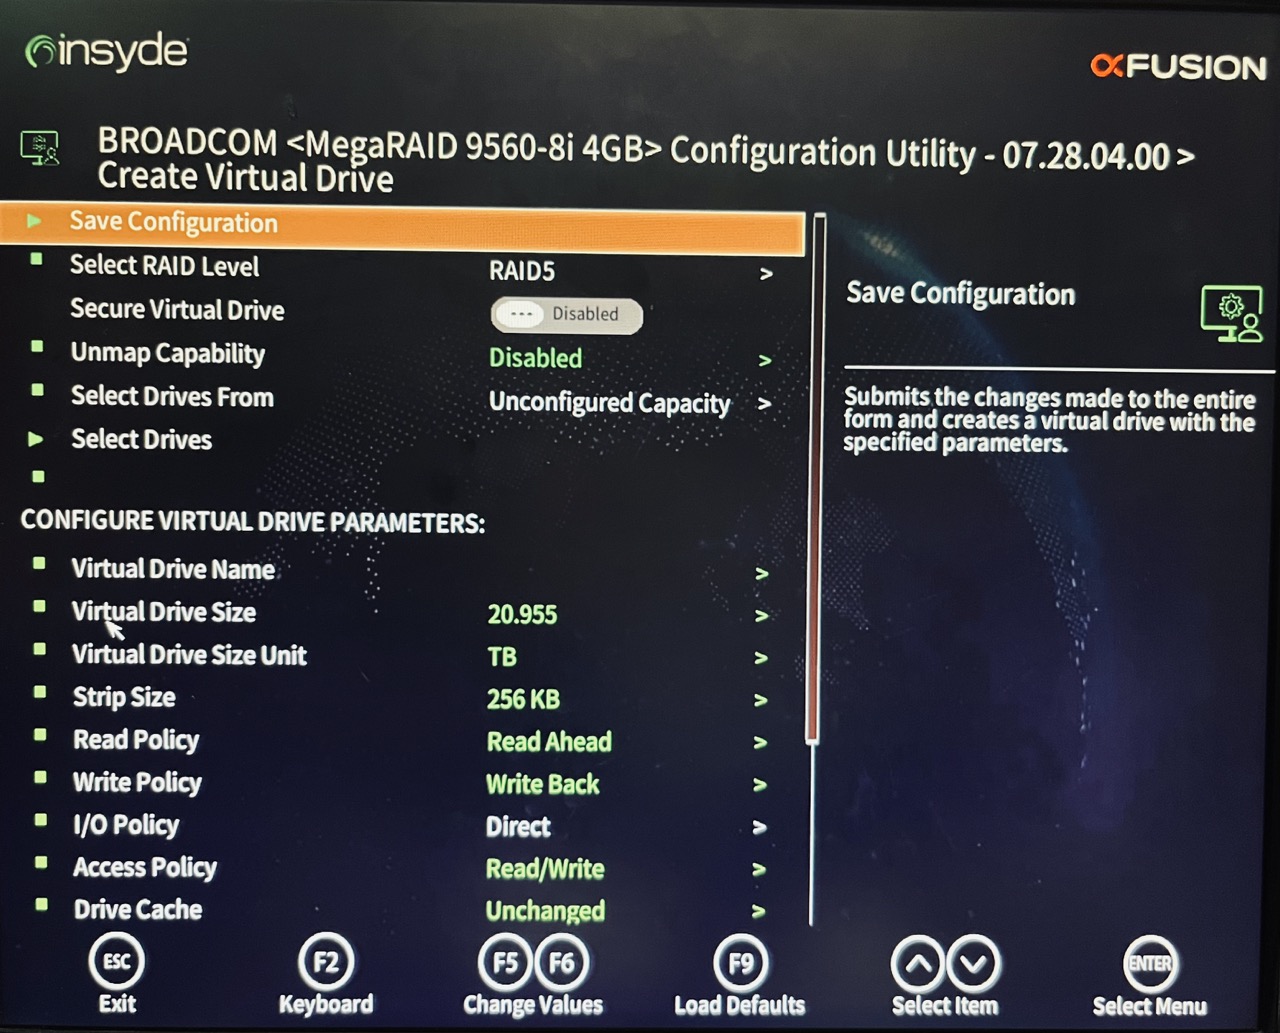 insyde
FUSION
BROADCOM <MegaRAID 9560-8i 4GB> Configuration Utility - 07.28.04.00 >
Create Virtual Drive
Save Configuration
Select RAID Level RAID5 >
Secure Virtual Drive Disabled
Unmap Capability Disabled >
Select Drives From Unconfigured Capacity >
Select Drives
CONFIGURE VIRTUAL DRIVE PARAMETERS:
Virtual Drive Name >
Virtual Drive Size 20.955 >
Virtual Drive Size Unit TB >
Strip Size 256 KB >
Read Policy Read Ahead >
Write Policy Write Back >
I/O Policy Direct >
Access Policy Read/Write >
Drive Cache Unchanged >
Save Configuration
Submits the changes made to the entire
form and creates a virtual drive with the
specified parameters.
ESC F2 F5 F6 F9 ENTER
Exit Keyboard Change Values Load Defaults Select Item Select Menu